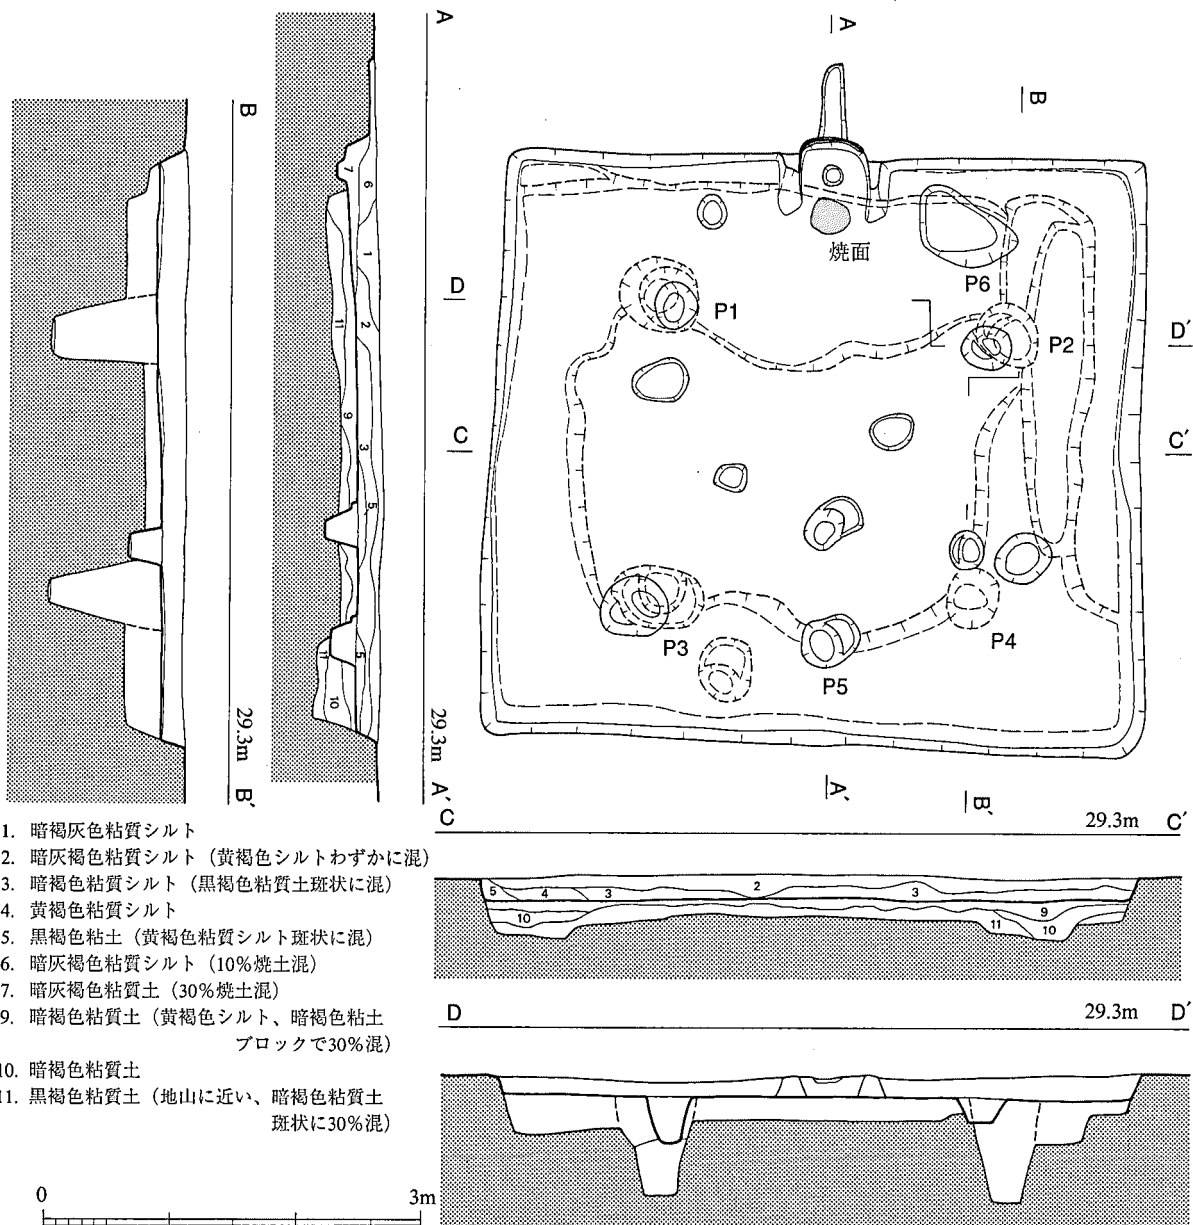 A
A
B
B
焼面
P6
D
P1
P2
D′
C
C′
P3
P4
P5
29.3m
B′
29.3m
A′
A′
B′
C
29.3m
C′
7
6
1
2
11
9
3
5
11
5
10
1. 暗褐灰色粘質シルト
2. 暗灰褐色粘質シルト（黄褐色シルトわずかに混）
3. 暗褐色粘質シルト（黒褐色粘質土斑状に混）
4. 黄褐色粘質シルト
5. 黒褐色粘土（黄褐色粘質シルト斑状に混）
6. 暗灰褐色粘質シルト（10%焼土混）
7. 暗灰褐色粘質土（30%焼土混）
9. 暗褐色粘質土（黄褐色シルト、暗褐色粘土
ブロックで30%混）
10. 暗褐色粘質土
11. 黒褐色粘質土（地山に近い、暗褐色粘質土
斑状に30%混）
5
4
3
2
3
10
11
9
10
D
29.3m
D′
0
3m